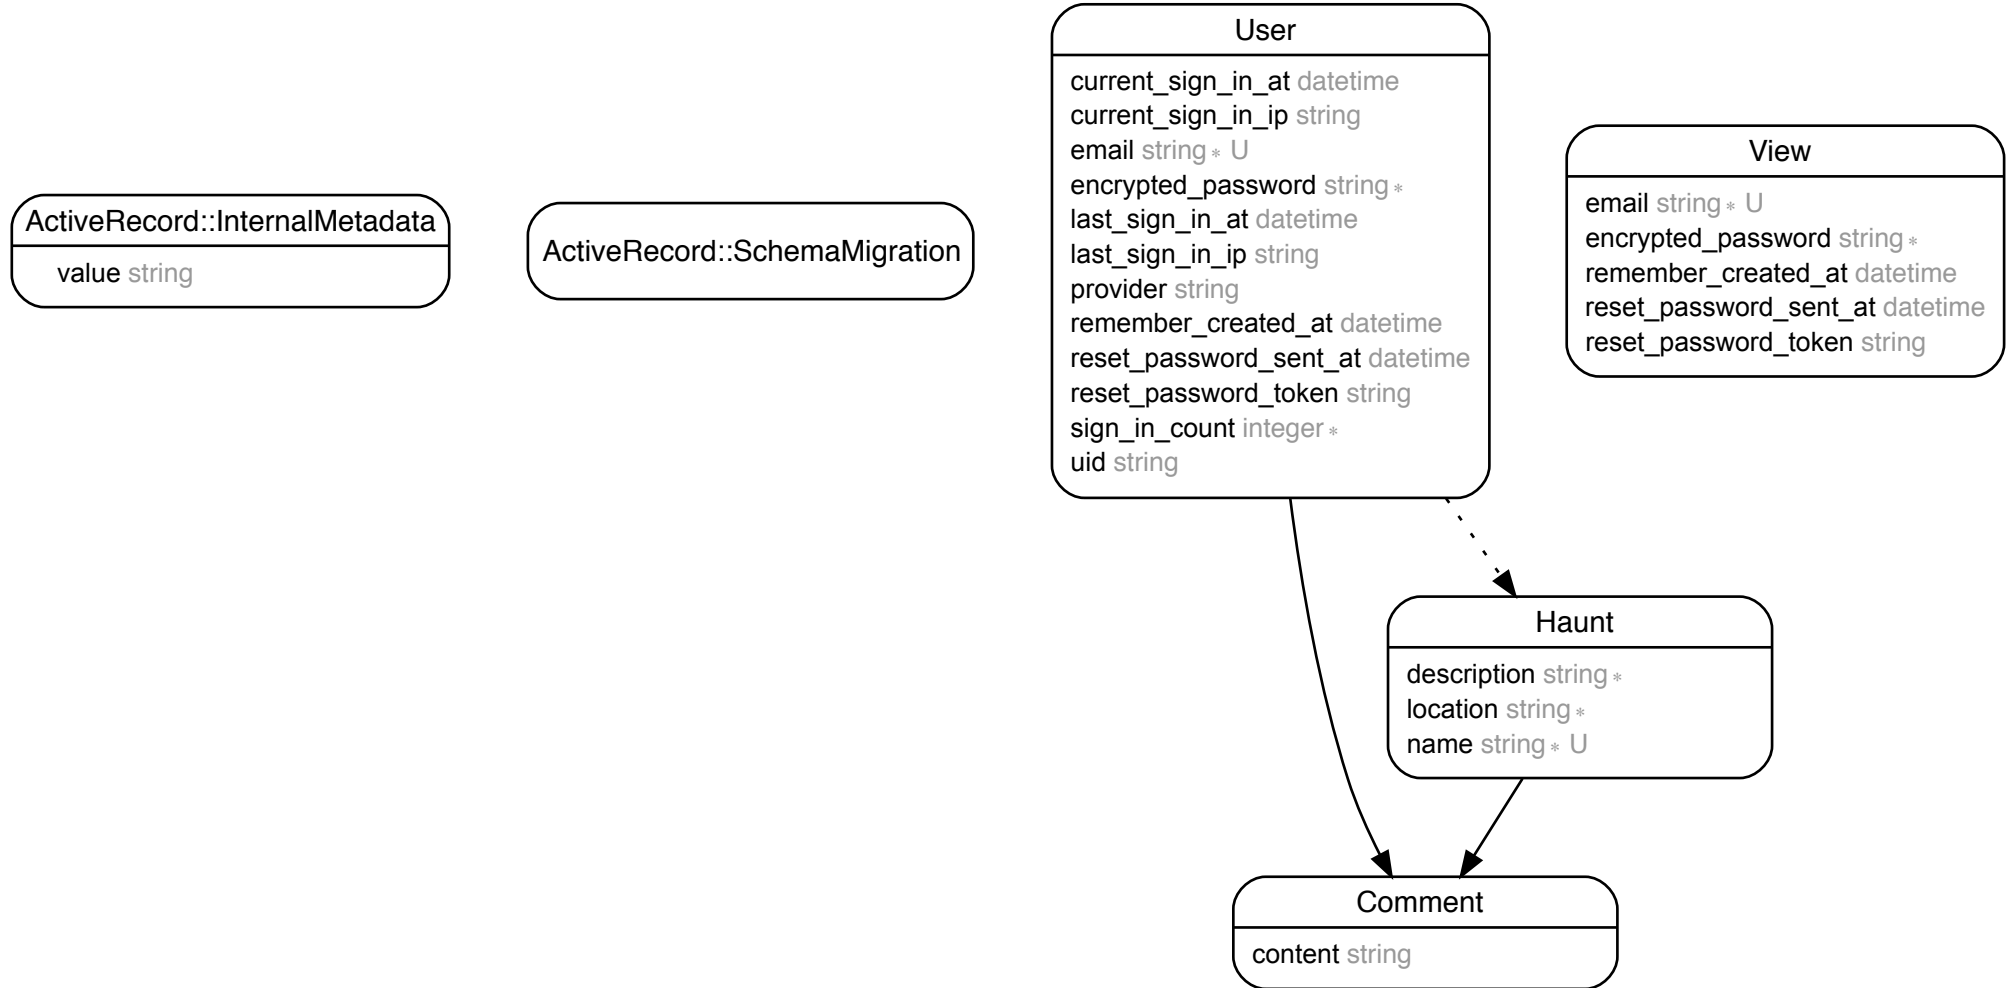 ActiveRecord::InternalMetadata
value string
ActiveRecord::SchemaMigration
User
current_sign_in_at datetime
current_sign_in_ip string
email string * U
encrypted_password string *
last_sign_in_at datetime
last_sign_in_ip string
provider string
remember_created_at datetime
reset_password_sent_at datetime
reset_password_token string
sign_in_count integer *
uid string
View
email string * U
encrypted_password string *
remember_created_at datetime
reset_password_sent_at datetime
reset_password_token string
Haunt
description string *
location string *
name string * U
Comment
content string